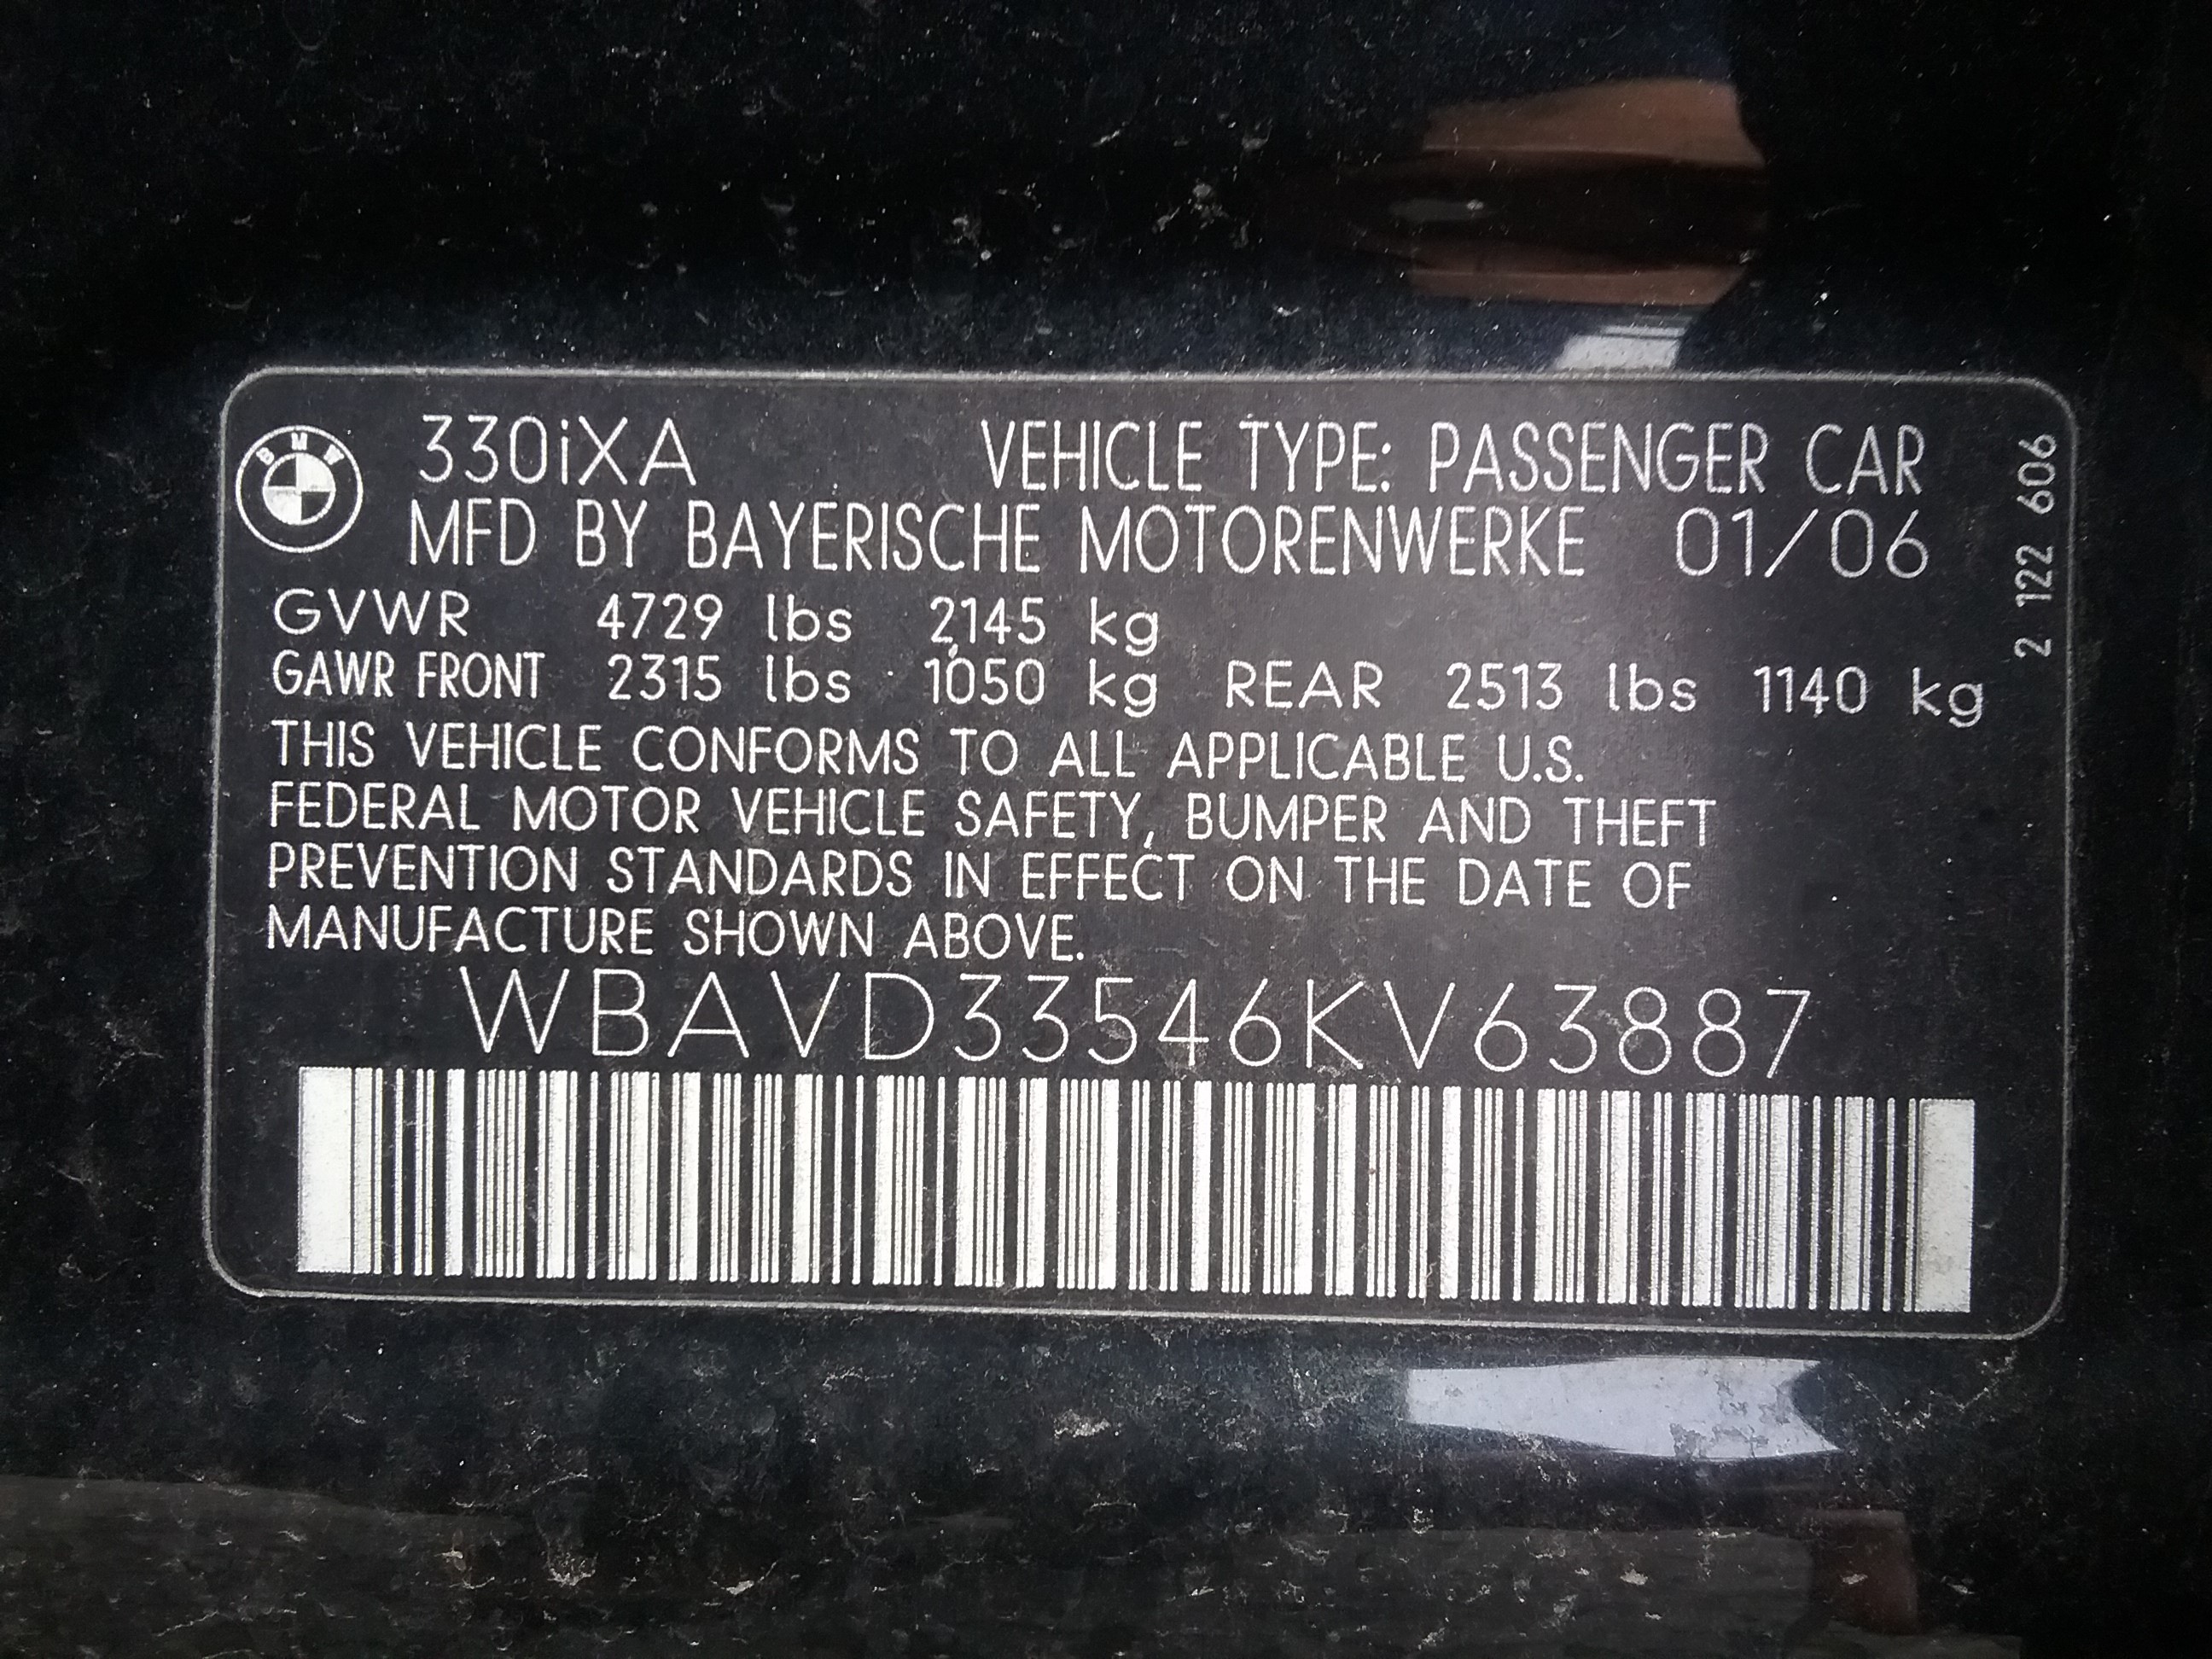 BMW
330iXA VEHICLE TYPE: PASSENGER CAR
MFD BY BAYERISCHE MOTORENWERKE 01/06
GVWR 4729 lbs 2145 kg
GAWR FRONT 2315 lbs 1050 kg REAR 2513 lbs 1140 kg
THIS VEHICLE CONFORMS TO ALL APPLICABLE U.S.
FEDERAL MOTOR VEHICLE SAFETY, BUMPER AND THEFT
PREVENTION STANDARDS IN EFFECT ON THE DATE OF
MANUFACTURE SHOWN ABOVE.
WBAVD33546KV63887
2 122 606